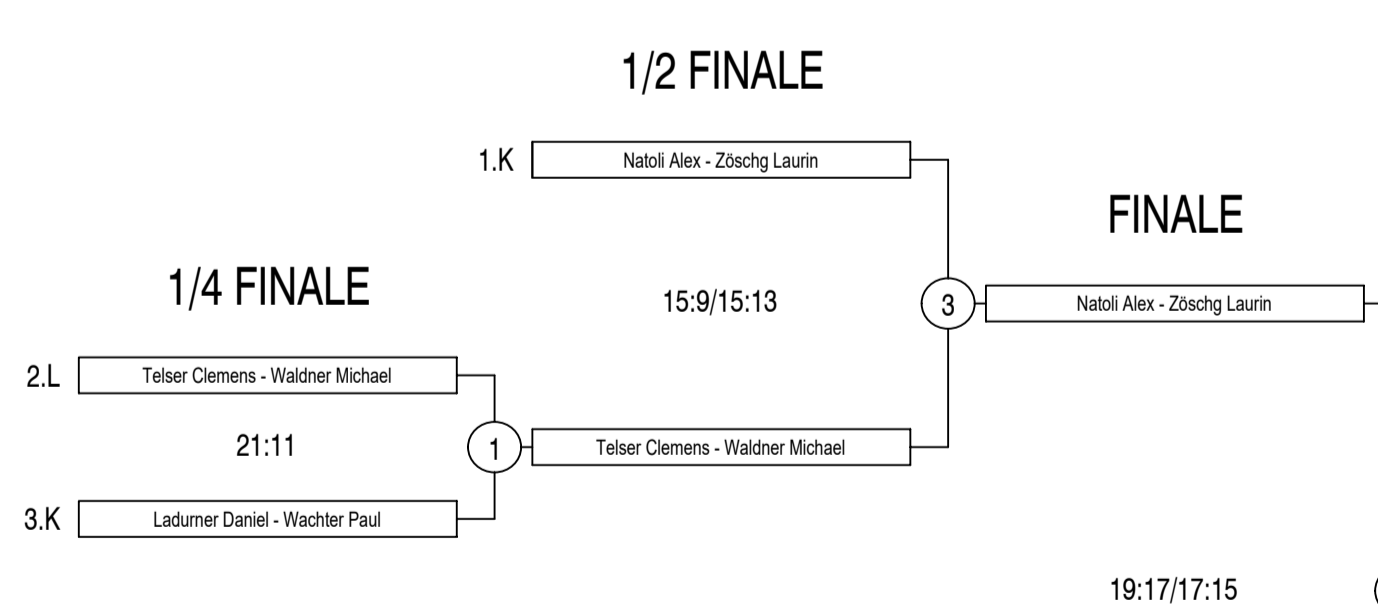 1/2 FINALE
1.K Natoli Alex - Zöschg Laurin
FINALE
1/4 FINALE
15:9/15:13
3
Natoli Alex - Zöschg Laurin
2.L Telser Clemens - Waldner Michael
21:11
1
Telser Clemens - Waldner Michael
3.K Ladurner Daniel - Wachter Paul
19:17/17:15